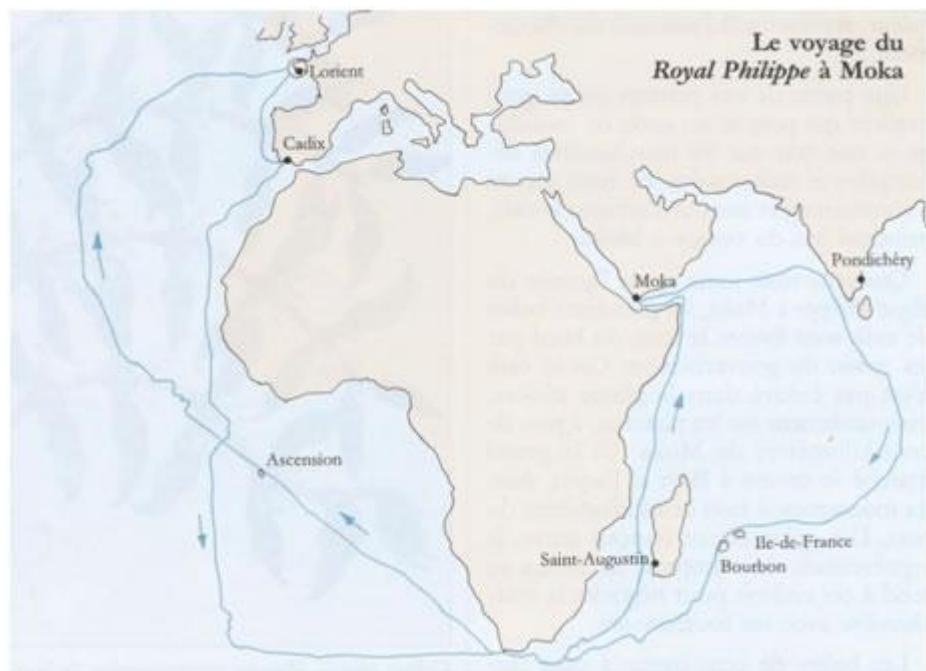 Le voyage du
Royal Philippe à Moka
Lorient
Cadix
Moka
Pondichéry
Ascension
Saint-Augustin
Ile-de-France
Bourbon